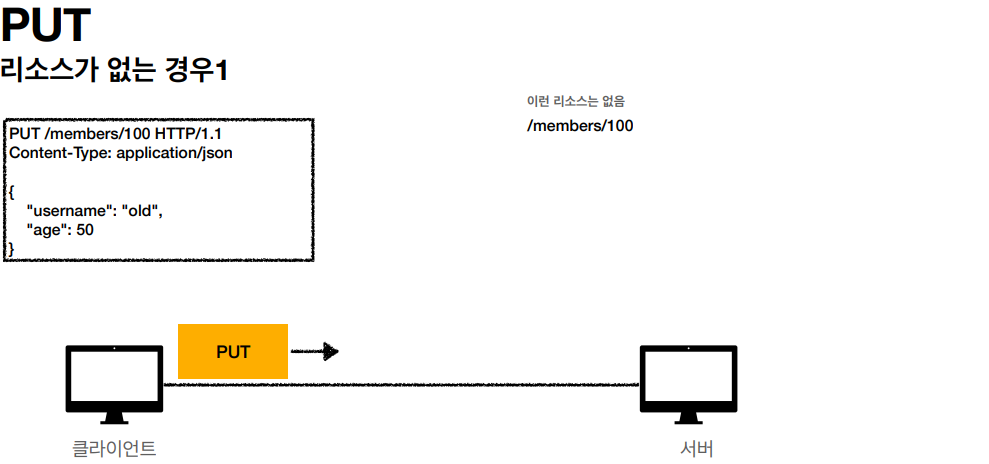 PUT
리소스가 없는 경우1
이런 리소스는 없음
/members/100
PUT /members/100 HTTP/1.1
Content-Type: application/json
{
"username": "old",
"age": 50
}
PUT
클라이언트
서버